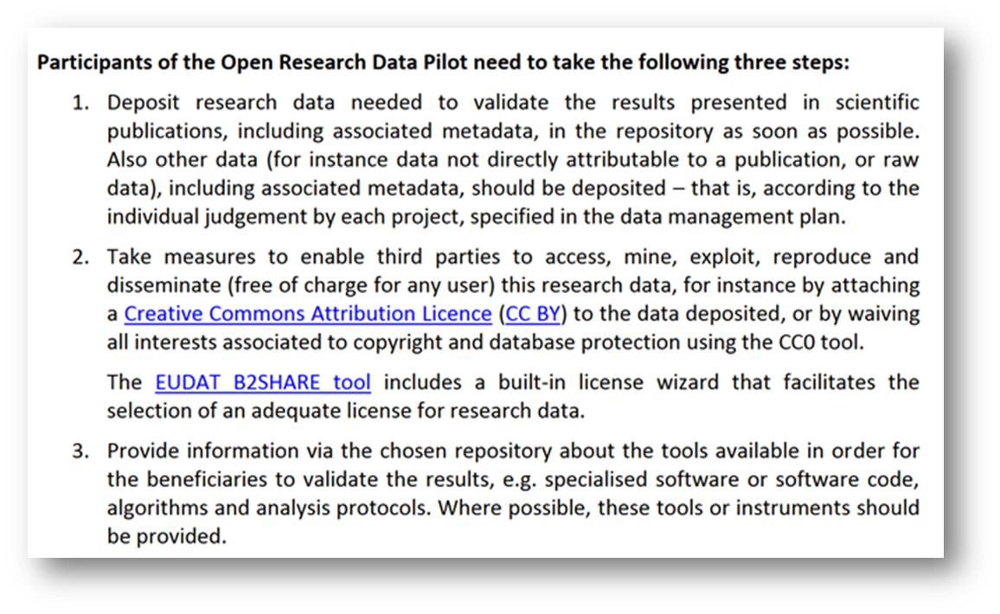 Participants of the Open Research Data Pilot need to take the following three steps:
1. Deposit research data needed to validate the results presented in scientific
publications, including associated metadata, in the repository as soon as possible.
Also other data (for instance data not directly attributable to a publication, or raw
data), including associated metadata, should be deposited – that is, according to the
individual judgement by each project, specified in the data management plan.
2. Take measures to enable third parties to access, mine, exploit, reproduce and
disseminate (free of charge for any user) this research data, for instance by attaching
a Creative Commons Attribution Licence (CC BY) to the data deposited, or by waiving
all interests associated to copyright and database protection using the CC0 tool.
The EUDAT B2SHARE tool includes a built-in license wizard that facilitates the
selection of an adequate license for research data.
3. Provide information via the chosen repository about the tools available in order for
the beneficiaries to validate the results, e.g. specialised software or software code,
algorithms and analysis protocols. Where possible, these tools or instruments should
be provided.